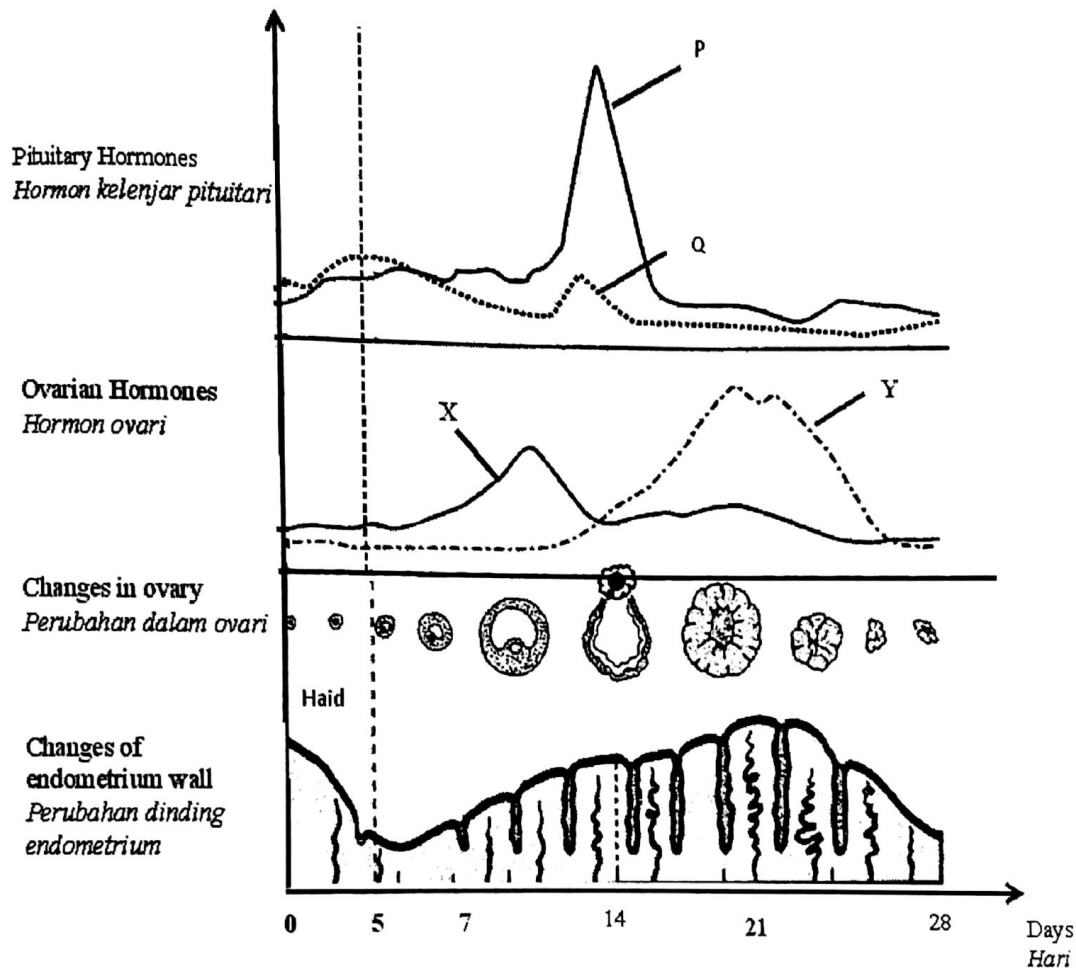 P
Pituitary Hormones
Hormon kelenjar pituitari
Q
Ovarian Hormones
Hormon ovari
X
Y
Changes in ovary
Perubahan dalam ovari
Haid
Changes of
endometrium wall
Perubahan dinding
endometrium
0 5 7 14 21 28
Days
Hari